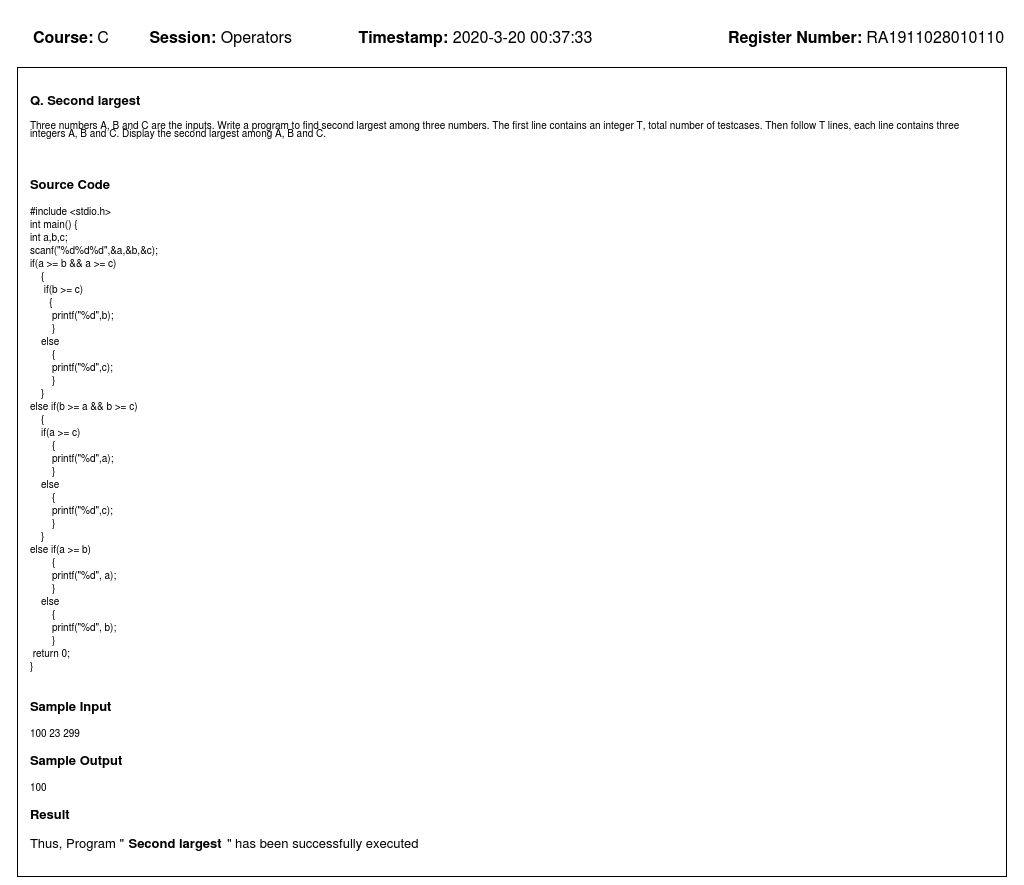 Course: C Session: Operators Timestamp: 2020-3-20 00:37:33 Register Number: RA1911028010110
Q. Second largest
Three numbers A, B and C are the inputs. Write a program to find second largest among three numbers. The first line contains an integer T, total number of testcases. Then follow T lines, each line contains three
integers A, B and C. Display the second largest among A, B and C.
Source Code
#include <stdio.h>
int main() {
int a,b,c;
scanf("%d%d%d",&a,&b,&c);
if(a >= b && a >= c)
{
if(b >= c)
{
printf("%d",b);
}
else
{
printf("%d",c);
}
}
else if(b >= a && b >= c)
{
if(a >= c)
{
printf("%d",a);
}
else
{
printf("%d",c);
}
}
else if(a >= b)
{
printf("%d", a);
}
else
{
printf("%d", b);
}
return 0;
}
Sample Input
100 23 299
Sample Output
100
Result
Thus, Program " Second largest " has been successfully executed